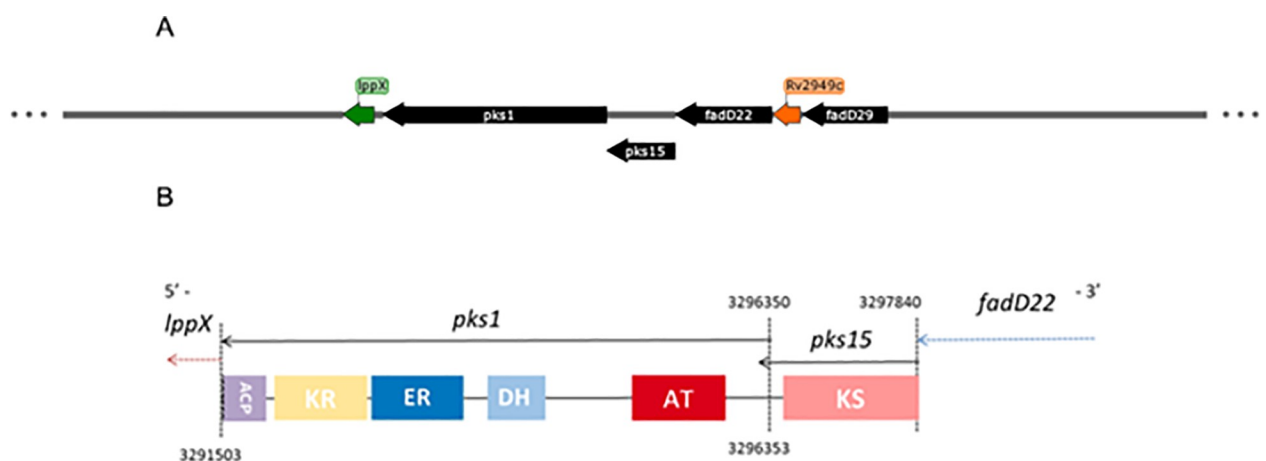 A
lppX
Rv2949c
pks1
fadD22
fadD29
pks15
B
5’ -
- 3’
3296350
3297840
fadD22
lppX
pks1
pks15
ACP
KR
ER
DH
AT
KS
3291503
3296353